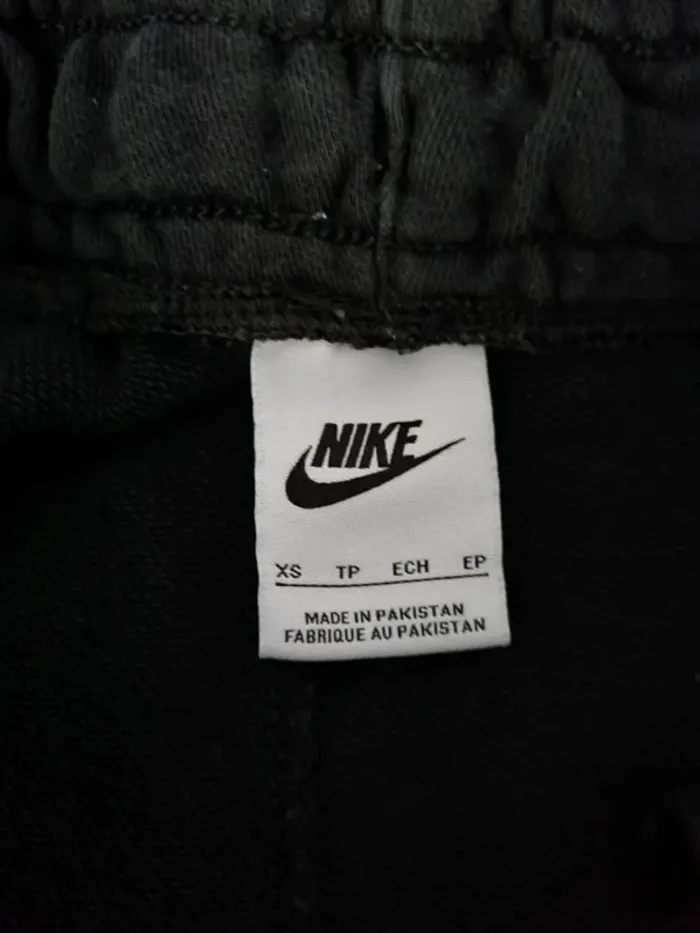 NIKE
XS TP ECH EP
MADE IN PAKISTAN
FABRIQUE AU PAKISTAN